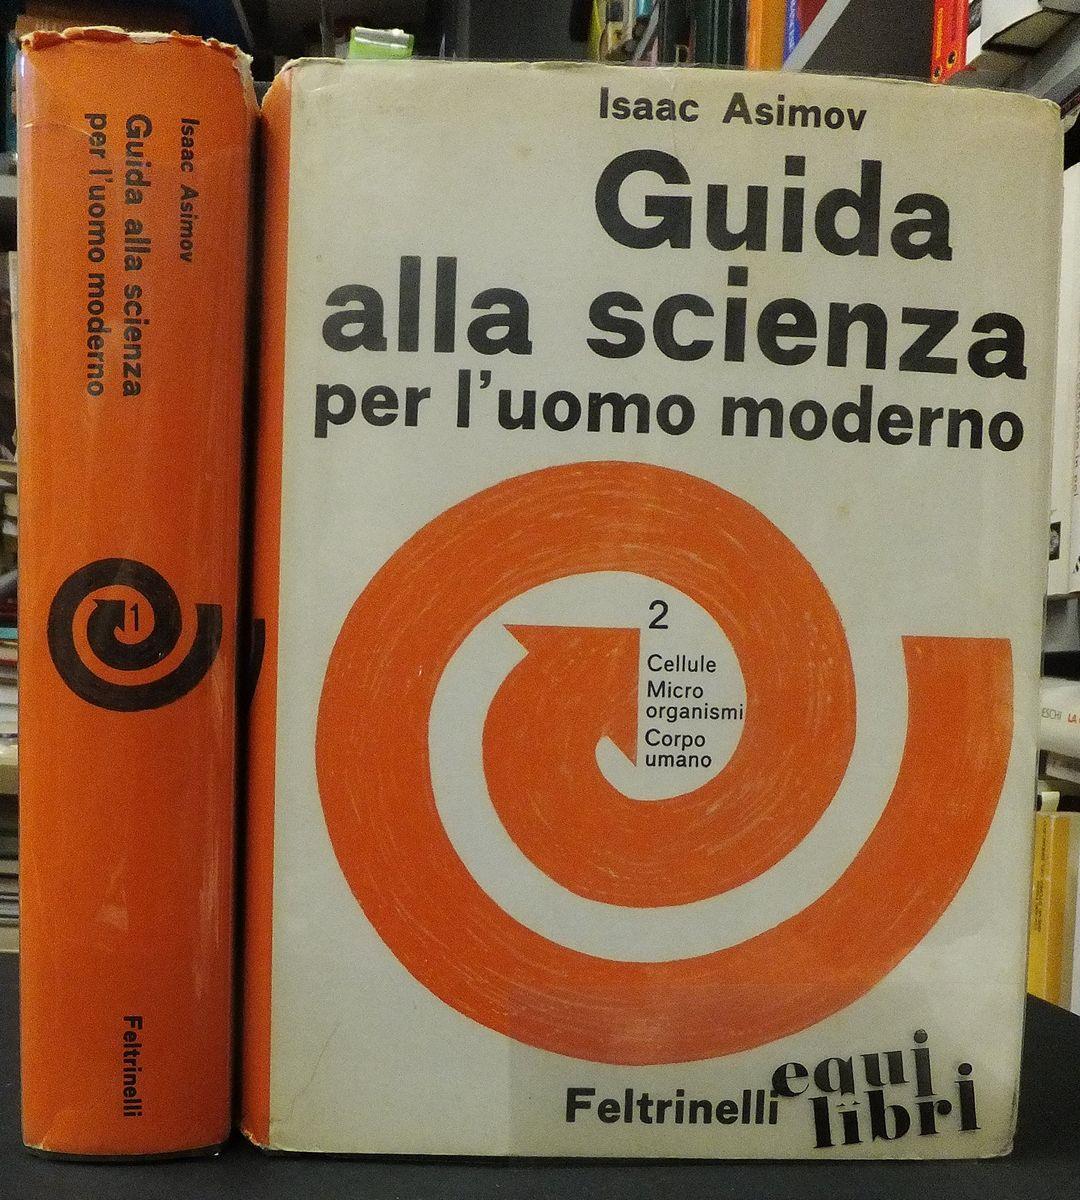 Isaac Asimov
Guida alla scienza
per l'uomo moderno
1
Feltrinelli
Isaac Asimov
Guida
alla scienza
per l'uomo moderno
2
Cellule
Micro
organismi
Corpo
umano
Feltrinelli
equi
libri